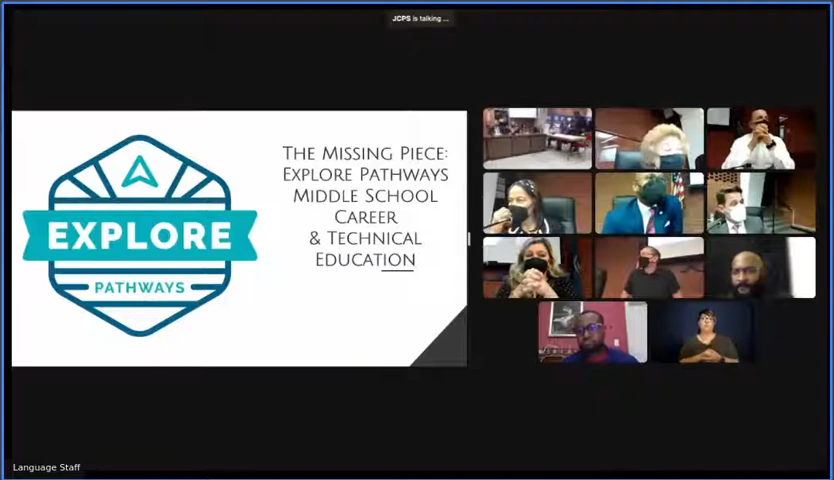 JCPS is talking ...
EXPLORE
PATHWAYS
THE MISSING PIECE:
EXPLORE PATHWAYS
MIDDLE SCHOOL
CAREER
& TECHNICAL
EDUCATION
Language Staff